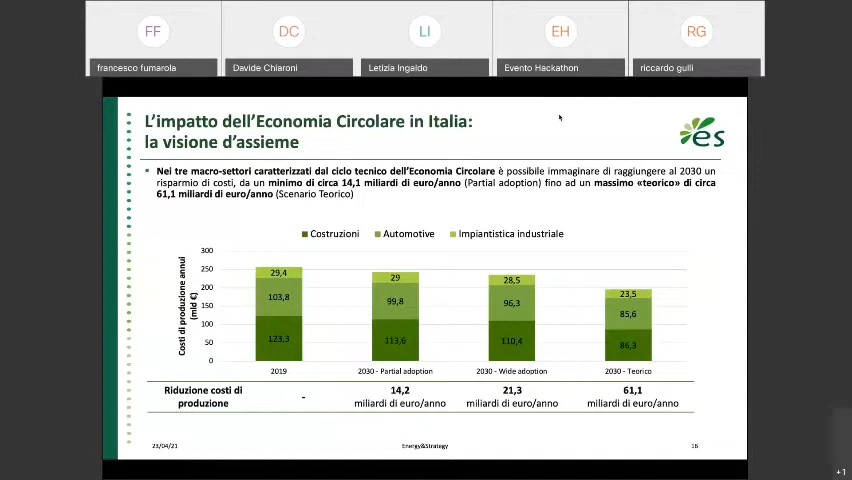 FF
DC
LI
EH
RG
francesco fumarola
Davide Chiaroni
Letizia Ingaldo
Evento Hackathon
riccardo gulli
L'impatto dell'Economia Circolare in Italia:
la visione d'assieme
es
Nei tre macro-settori caratterizzati dal ciclo tecnico dell'Economia Circolare è possibile immaginare di raggiungere al 2030 un
risparmio di costi, da un minimo di circa 14,1 miliardi di euro/anno (Partial adoption) fino ad un massimo «teorico» di circa
61,1 miliardi di euro/anno (Scenario Teorico)
Costruzioni Automotive Impiantistica industriale
Costi di produzione annui
(mld €)
300
250
200
150
100
50
0
29,4 29 28,5 23,5
103,8 99,8 96,3 85,6
123,3 113,6 110,4 86,3
2019 2030 - Partial adoption 2030 - Wide adoption 2030 - Teorico
Riduzione costi di
produzione
- 14,2 21,3 61,1
miliardi di euro/anno miliardi di euro/anno miliardi di euro/anno
23/04/21 Energy&Strategy 16
+1